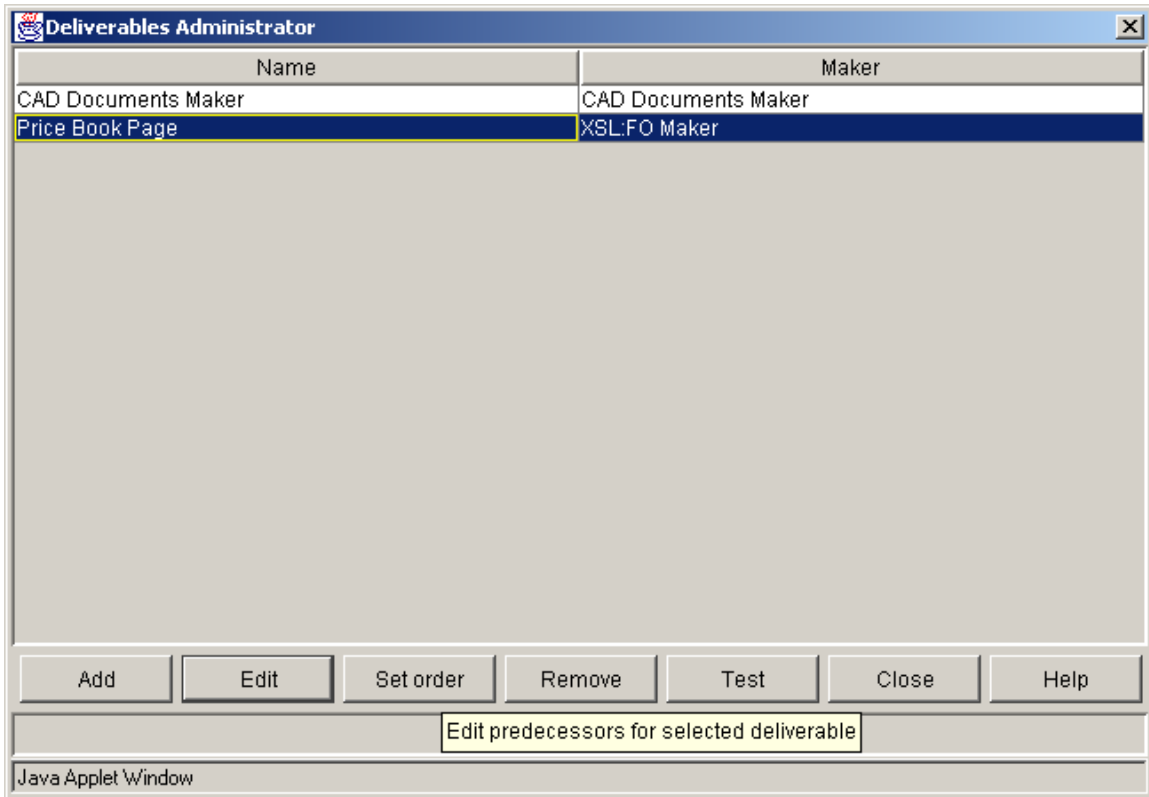 Deliverables Administrator
Name Maker
CAD Documents Maker CAD Documents Maker
Price Book Page XSL:FO Maker
Add Edit Set order Remove Test Close Help
Edit predecessors for selected deliverable
Java Applet Window